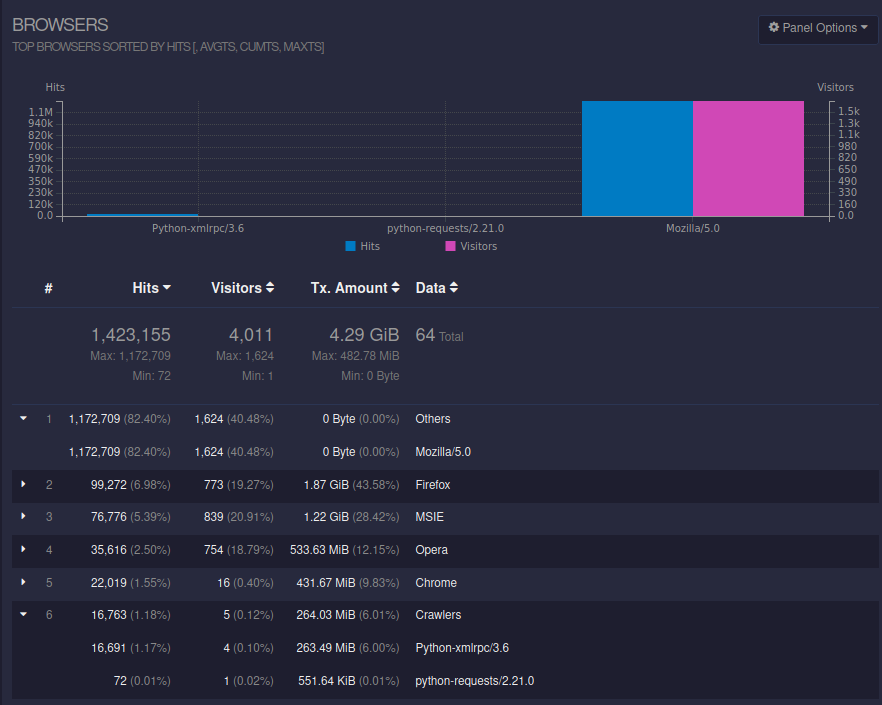 BROWSERS
Panel Options
TOP BROWSERS SORTED BY HITS [, AVGTS, CUMTS, MAXTS]
Hits Visitors
1.1M 1.5k
940k 1.3k
820k 1.1k
700k 980
590k 820
470k 650
350k 490
230k 330
120k 160
0.0 0.0
Python-xmlrpc/3.6 python-requests/2.21.0 Mozilla/5.0
Hits Visitors
# Hits Visitors Tx. Amount Data
1,423,155 4,011 4.29 GiB 64 Total
Max: 1,172,709 Max: 1,624 Max: 482.78 MiB
Min: 72 Min: 1 Min: 0 Byte
1 1,172,709 (82.40%) 1,624 (40.48%) 0 Byte (0.00%) Others
1,172,709 (82.40%) 1,624 (40.48%) 0 Byte (0.00%) Mozilla/5.0
2 99,272 (6.98%) 773 (19.27%) 1.87 GiB (43.58%) Firefox
3 76,776 (5.39%) 839 (20.91%) 1.22 GiB (28.42%) MSIE
4 35,616 (2.50%) 754 (18.79%) 533.63 MiB (12.15%) Opera
5 22,019 (1.55%) 16 (0.40%) 431.67 MiB (9.83%) Chrome
6 16,763 (1.18%) 5 (0.12%) 264.03 MiB (6.01%) Crawlers
16,691 (1.17%) 4 (0.10%) 263.49 MiB (6.00%) Python-xmlrpc/3.6
72 (0.01%) 1 (0.02%) 551.64 KiB (0.01%) python-requests/2.21.0